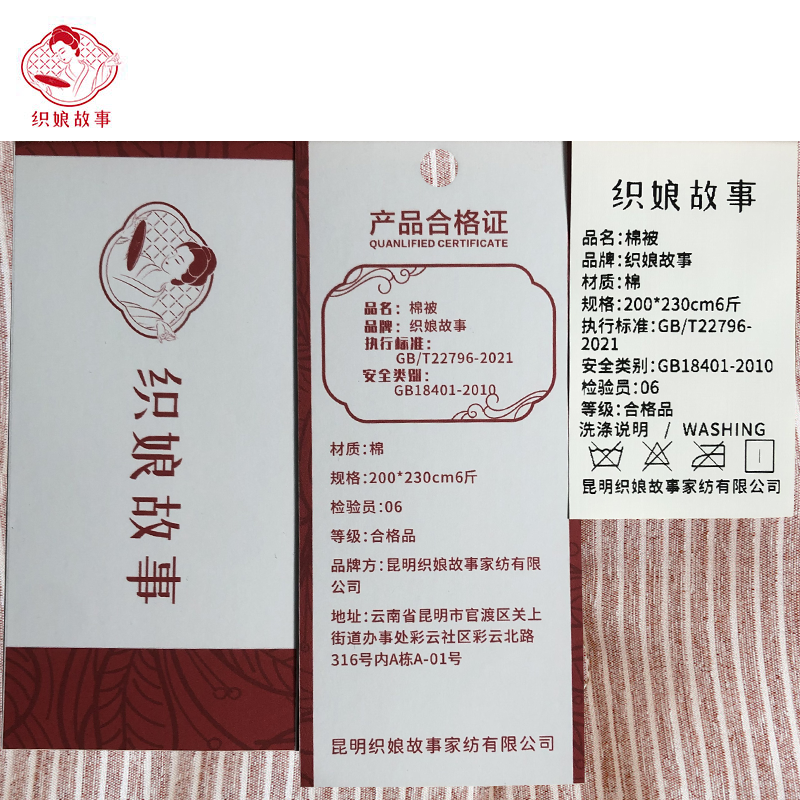 织娘故事
织娘故事
产品合格证
QUANLIFIED CERTIFICATE
品名：棉被
品牌：织娘故事
执行标准：
GB/T22796-2021
安全类别：
GB18401-2010
材质:棉
规格:200*230cm6斤
检验员:06
等级:合格品
品牌方:昆明织娘故事家纺有限
公司
地址:云南省昆明市官渡区关上
街道办事处彩云社区彩云北路
316号内A栋A-01号
昆明织娘故事家纺有限公司
织娘故事
品名:棉被
品牌:织娘故事
材质:棉
规格:200*230cm6斤
执行标准:GB/T22796-
2021
安全类别:GB18401-2010
检验员:06
等级:合格品
洗涤说明 / WASHING
昆明织娘故事家纺有限公司